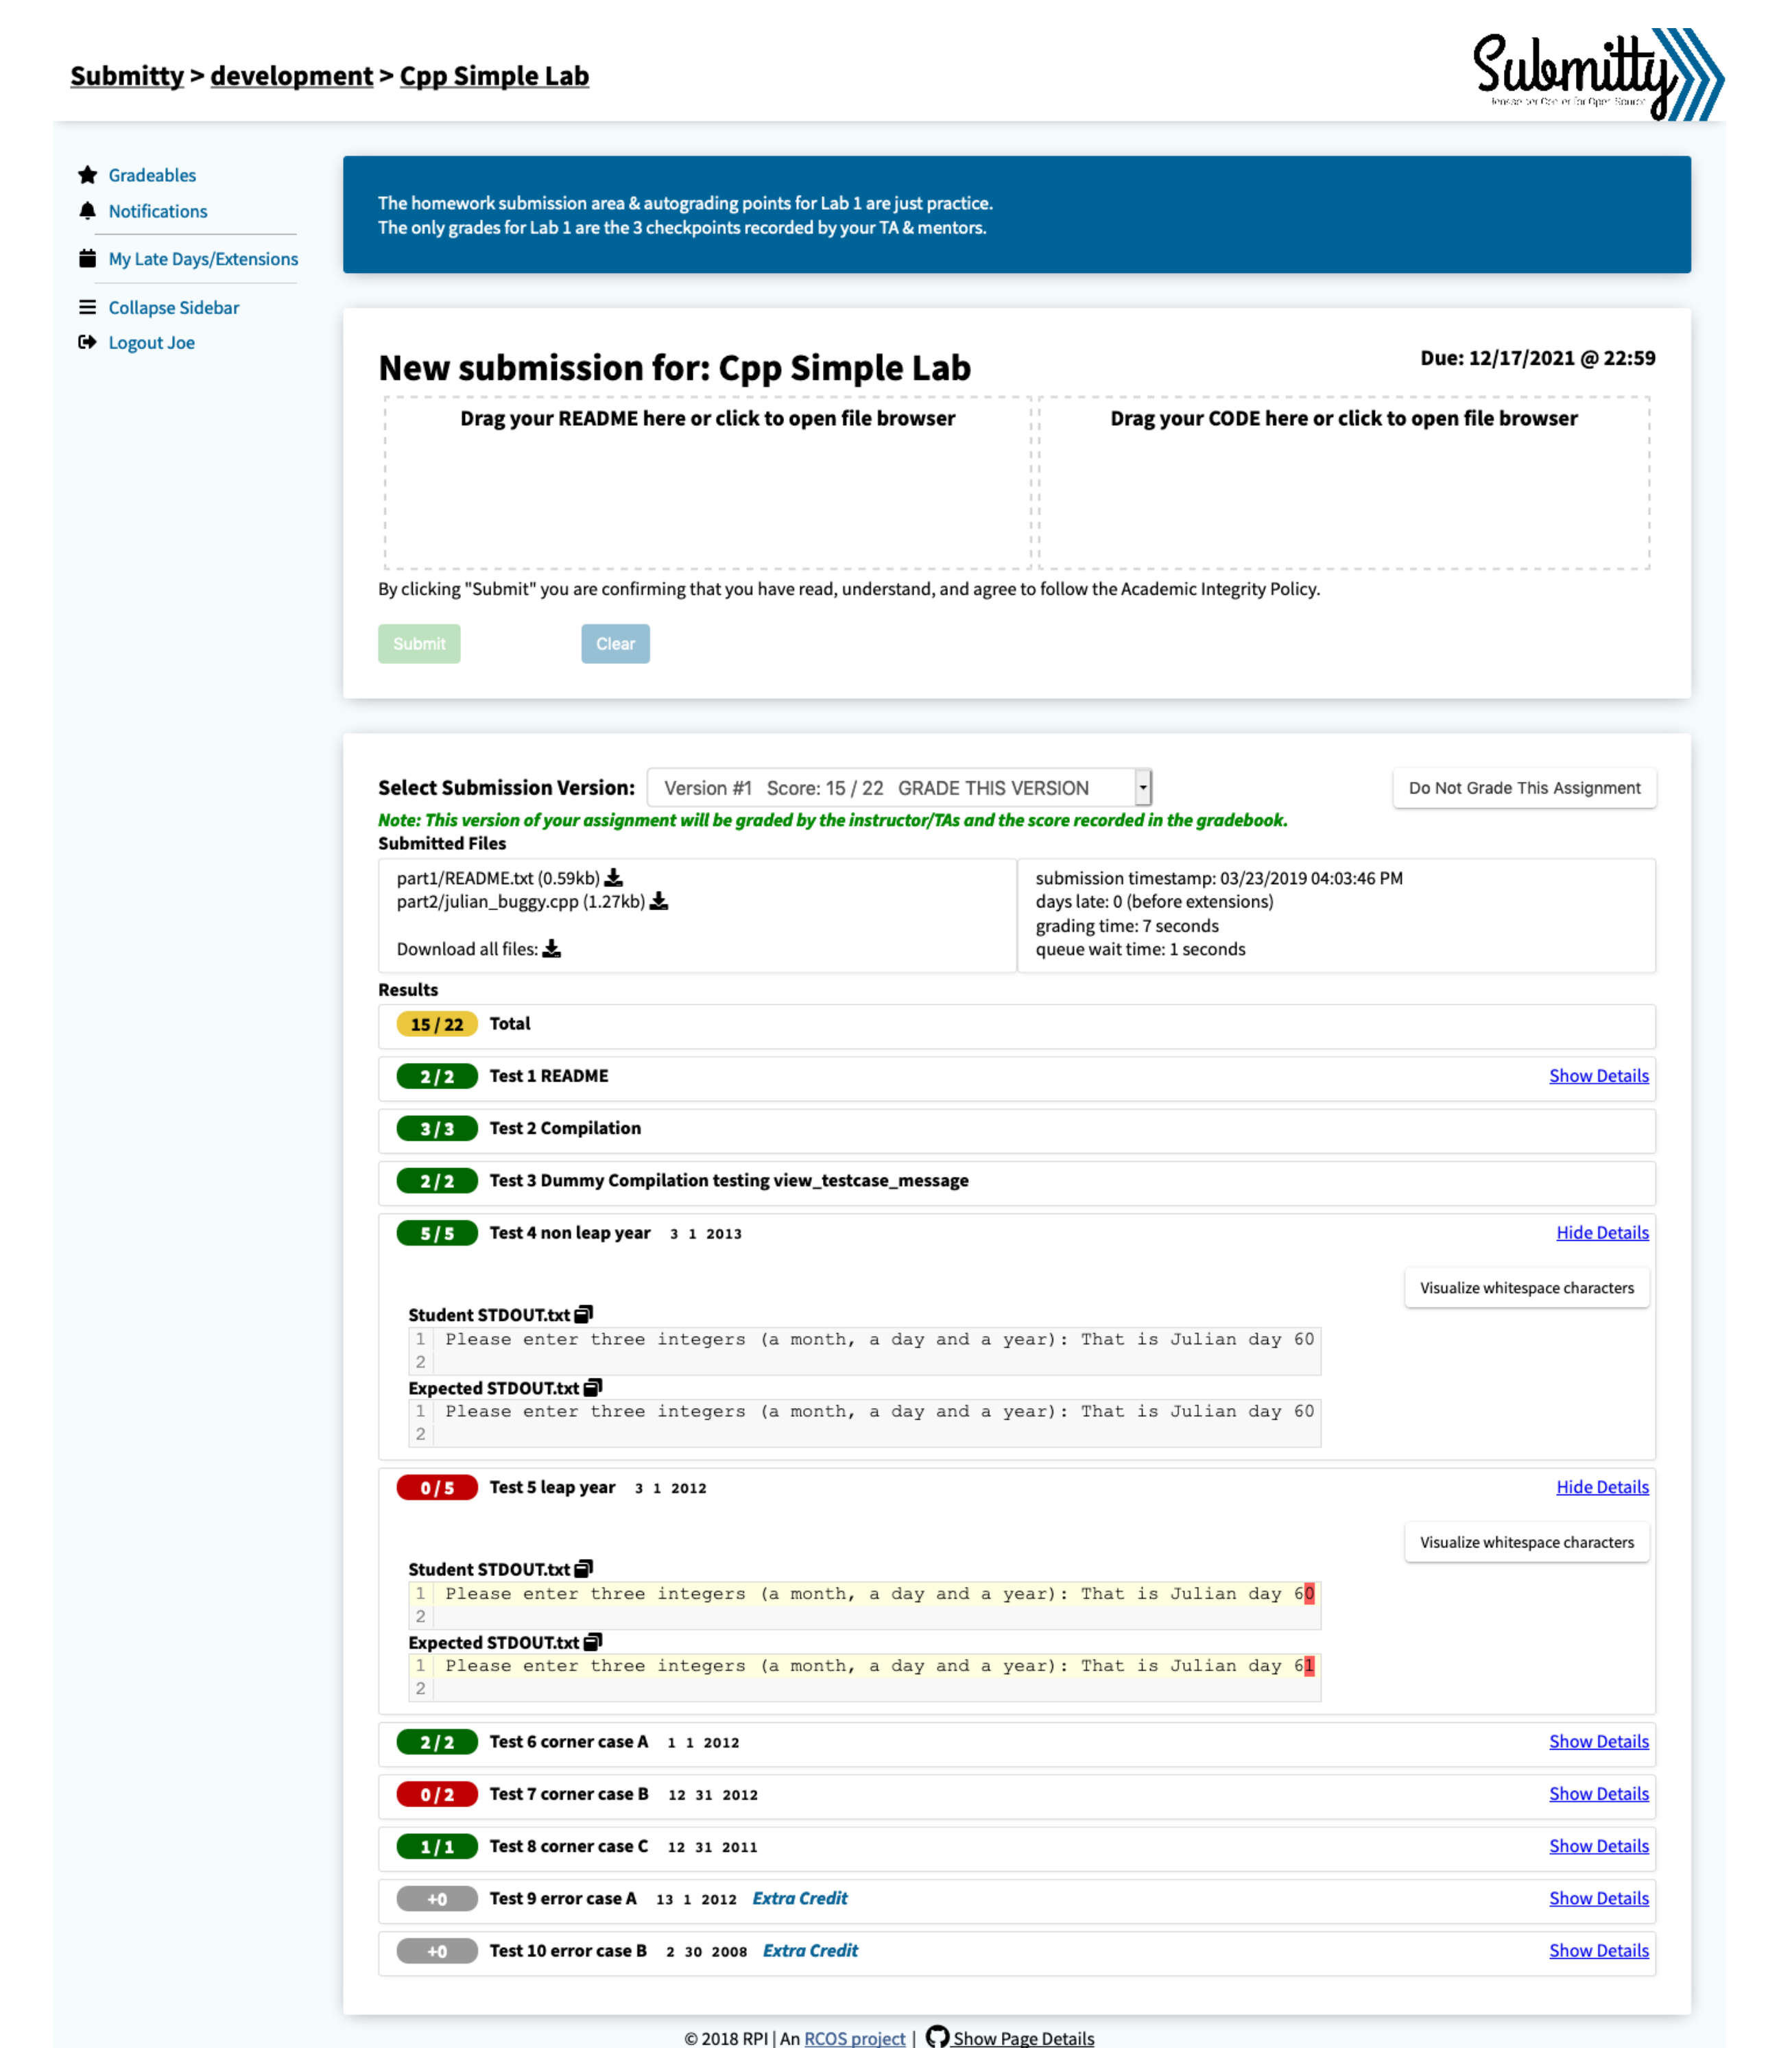 Submitty > development > Cpp Simple Lab
Submitty
Gradeables
Notifications
My Late Days/Extensions
Collapse Sidebar
Logout Joe
The homework submission area & autograding points for Lab 1 are just practice.
The only grades for Lab 1 are the 3 checkpoints recorded by your TA & mentors.
New submission for: Cpp Simple Lab
Due: 12/17/2021 @ 22:59
Drag your README here or click to open file browser
Drag your CODE here or click to open file browser
By clicking "Submit" you are confirming that you have read, understand, and agree to follow the Academic Integrity Policy.
Submit
Clear
Select Submission Version: Version #1 Score: 15 / 22 GRADE THIS VERSION
Do Not Grade This Assignment
Note: This version of your assignment will be graded by the instructor/TAs and the score recorded in the gradebook.
Submitted Files
part1/README.txt (0.59kb)
part2/julian_buggy.cpp (1.27kb)
Download all files:
submission timestamp: 03/23/2019 04:03:46 PM
days late: 0 (before extensions)
grading time: 7 seconds
queue wait time: 1 seconds
Results
15 / 22 Total
2 / 2 Test 1 README Show Details
3 / 3 Test 2 Compilation
2 / 2 Test 3 Dummy Compilation testing view_testcase_message
5 / 5 Test 4 non leap year 3 1 2013 Hide Details
Visualize whitespace characters
Student STDOUT.txt
1 Please enter three integers (a month, a day and a year): That is Julian day 60
2
Expected STDOUT.txt
1 Please enter three integers (a month, a day and a year): That is Julian day 60
2
0 / 5 Test 5 leap year 3 1 2012 Hide Details
Visualize whitespace characters
Student STDOUT.txt
1 Please enter three integers (a month, a day and a year): That is Julian day 60
2
Expected STDOUT.txt
1 Please enter three integers (a month, a day and a year): That is Julian day 61
2
2 / 2 Test 6 corner case A 1 1 2012 Show Details
0 / 2 Test 7 corner case B 12 31 2012 Show Details
1 / 1 Test 8 corner case C 12 31 2011 Show Details
+0 Test 9 error case A 13 1 2012 Extra Credit Show Details
+0 Test 10 error case B 2 30 2008 Extra Credit Show Details
© 2018 RPI | An RCOS project | Show Page Details